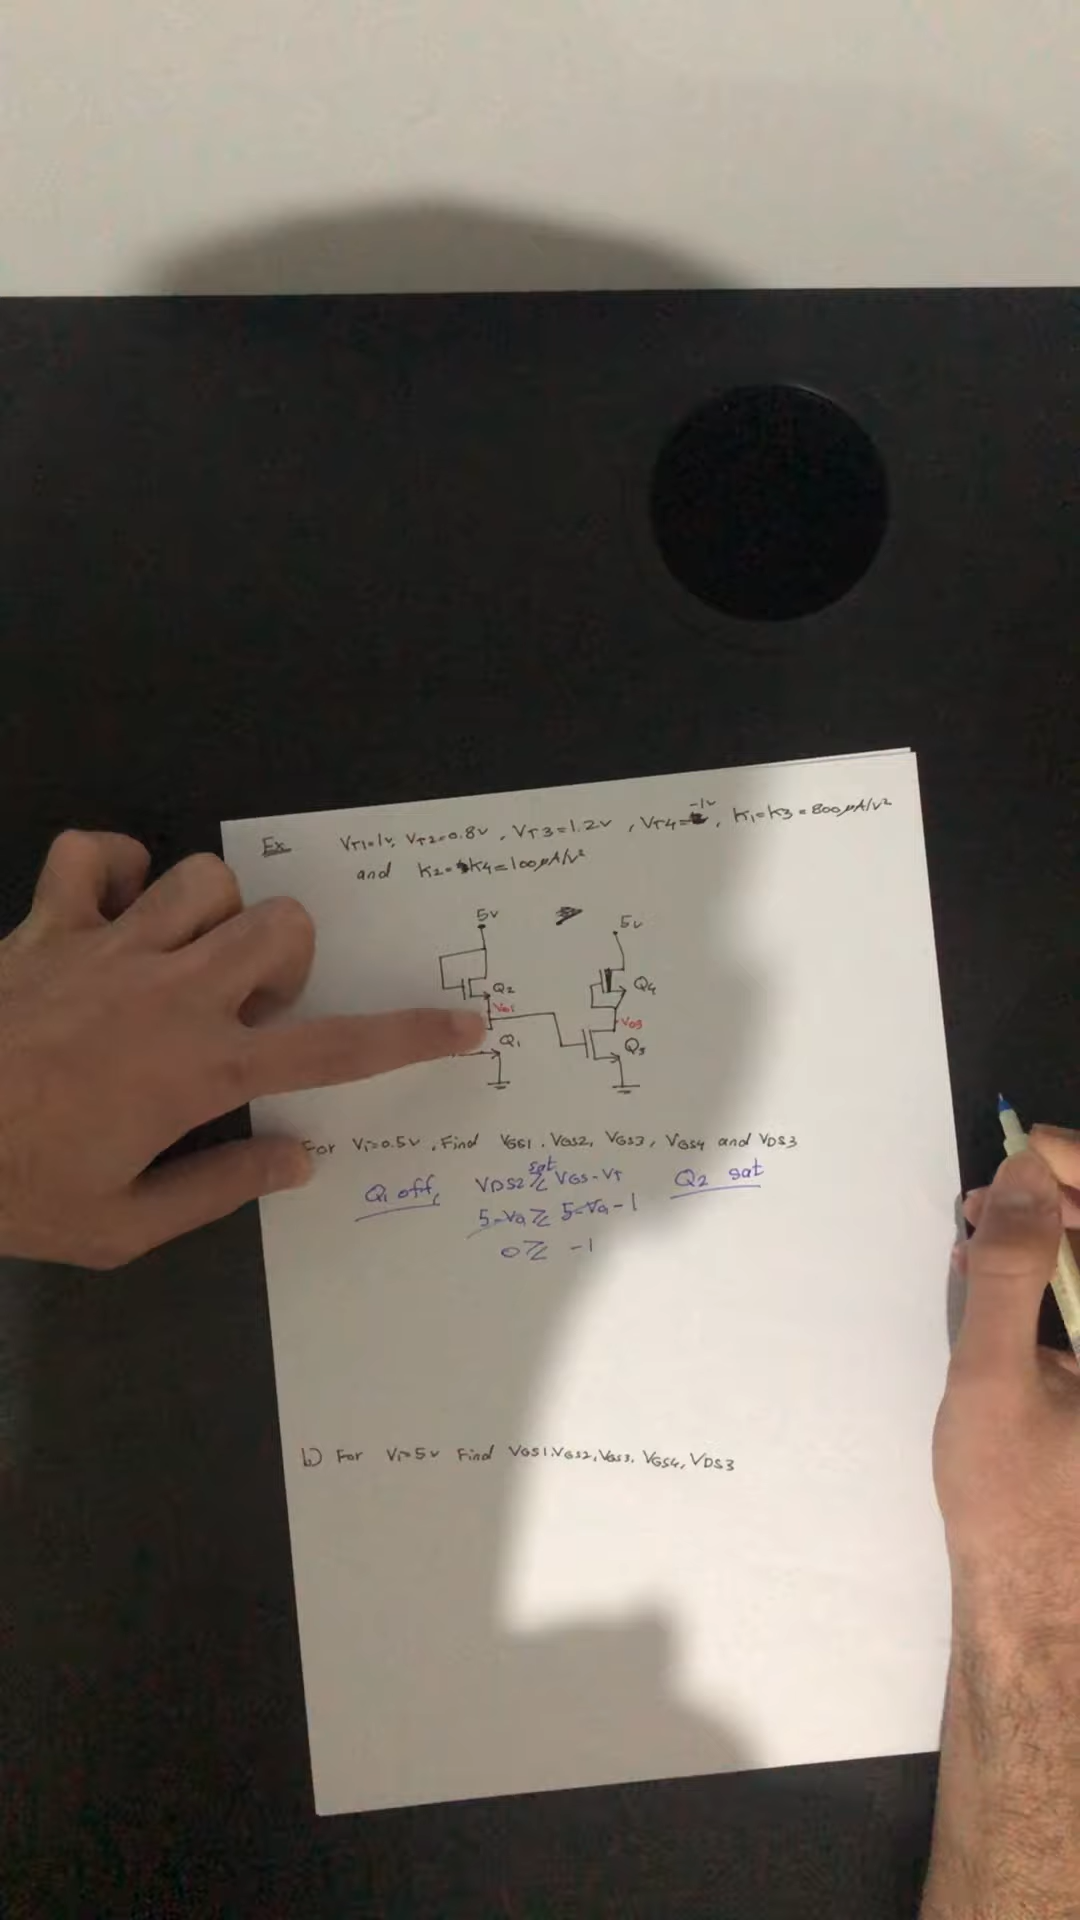 Ex VT1=1v, VT2=0.8v, VT3=1.2v, VT4=-1v, K1=K3=800μA/V²
and K2=K4=100μA/V²
5v
5v
Q2
Q4
Vo1
Vo3
Q1
Q3
For Vi=0.5v, Find VGS1, VGS2, VGS3, VGS4 and VDS3
Q1 off, VDS2 sat ≥ VGS-VT Q2 sat
5-Va ≥ 5-Va-1
0 ≥ -1
b) For Vi=5v Find VGS1, VGS2, VGS3, VGS4, VDS3